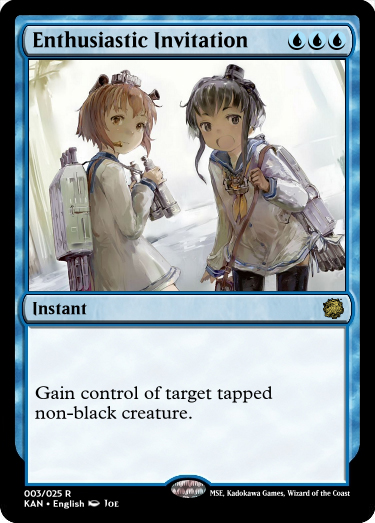 Enthusiastic Invitation
Instant
Gain control of target tapped
non-black creature.
003/025 R
KAN • English JOE
MSE, Kadokawa Games, Wizard of the Coast